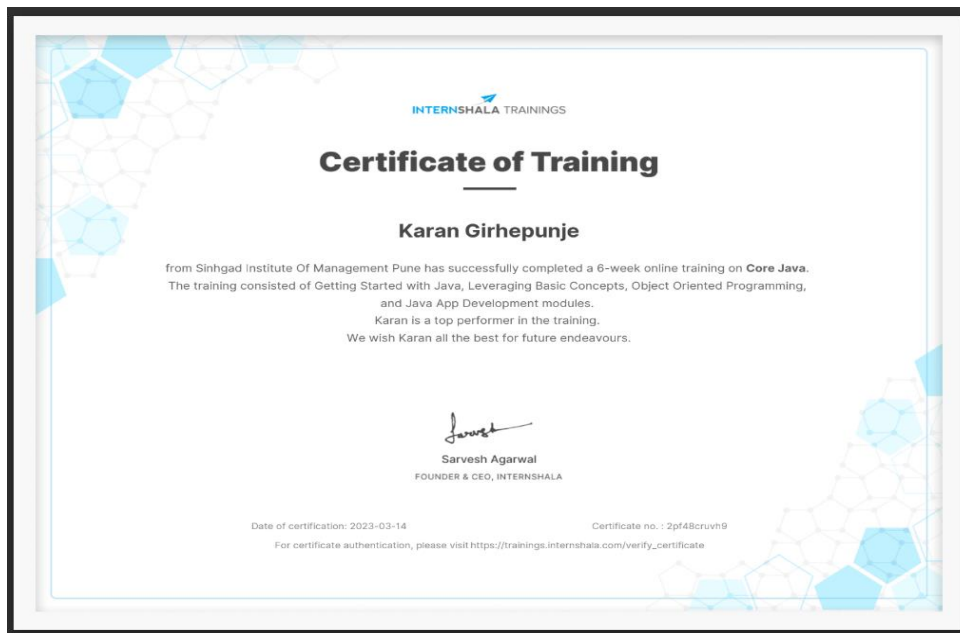 INTERNSHALA TRAININGS
Certificate of Training
Karan Girhepunje
from Sinhgad Institute Of Management Pune has successfully completed a 6-week online training on Core Java.
The training consisted of Getting Started with Java, Leveraging Basic Concepts, Object Oriented Programming,
and Java App Development modules.
Karan is a top performer in the training.
We wish Karan all the best for future endeavours.
Sarvesh
Sarvesh Agarwal
FOUNDER & CEO, INTERNSHALA
Date of certification: 2023-03-14 Certificate no. : 2pf48cruvh9
For certificate authentication, please visit https://trainings.internshala.com/verify_certificate